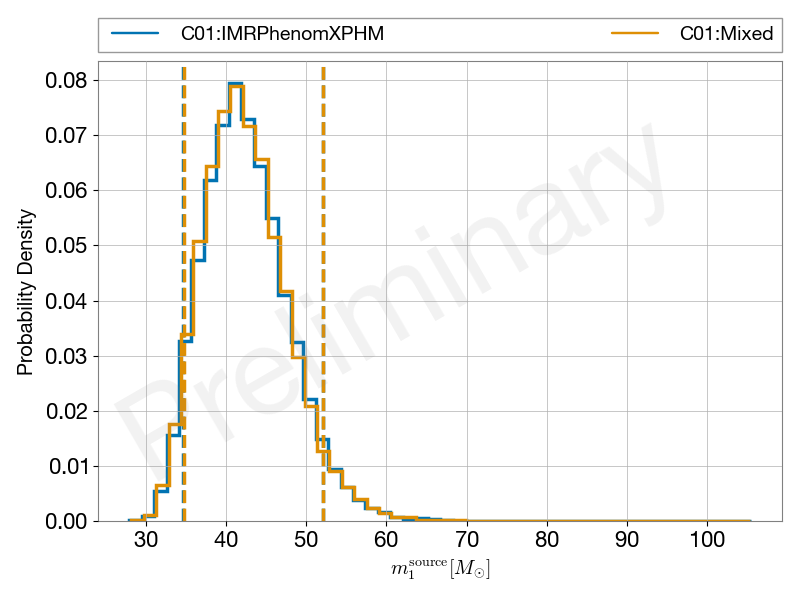 C01:IMRPhenomXPHM C01:Mixed
0.08
0.07
0.06
0.05
0.04
0.03
0.02
0.01
0.00
Probability Density
Preliminary
30 40 50 60 70 80 90 100
$m_1^{\mathrm{source}}[M_\odot]$